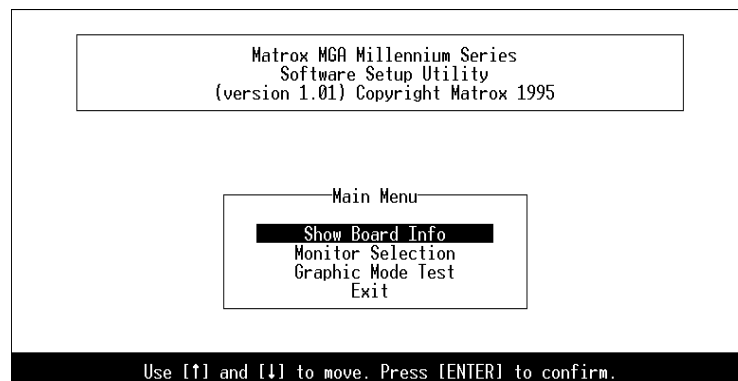 Matrox MGA Millennium Series
Software Setup Utility
(version 1.01) Copyright Matrox 1995
Main Menu
Show Board Info
Monitor Selection
Graphic Mode Test
Exit
Use [↑] and [↓] to move. Press [ENTER] to confirm.